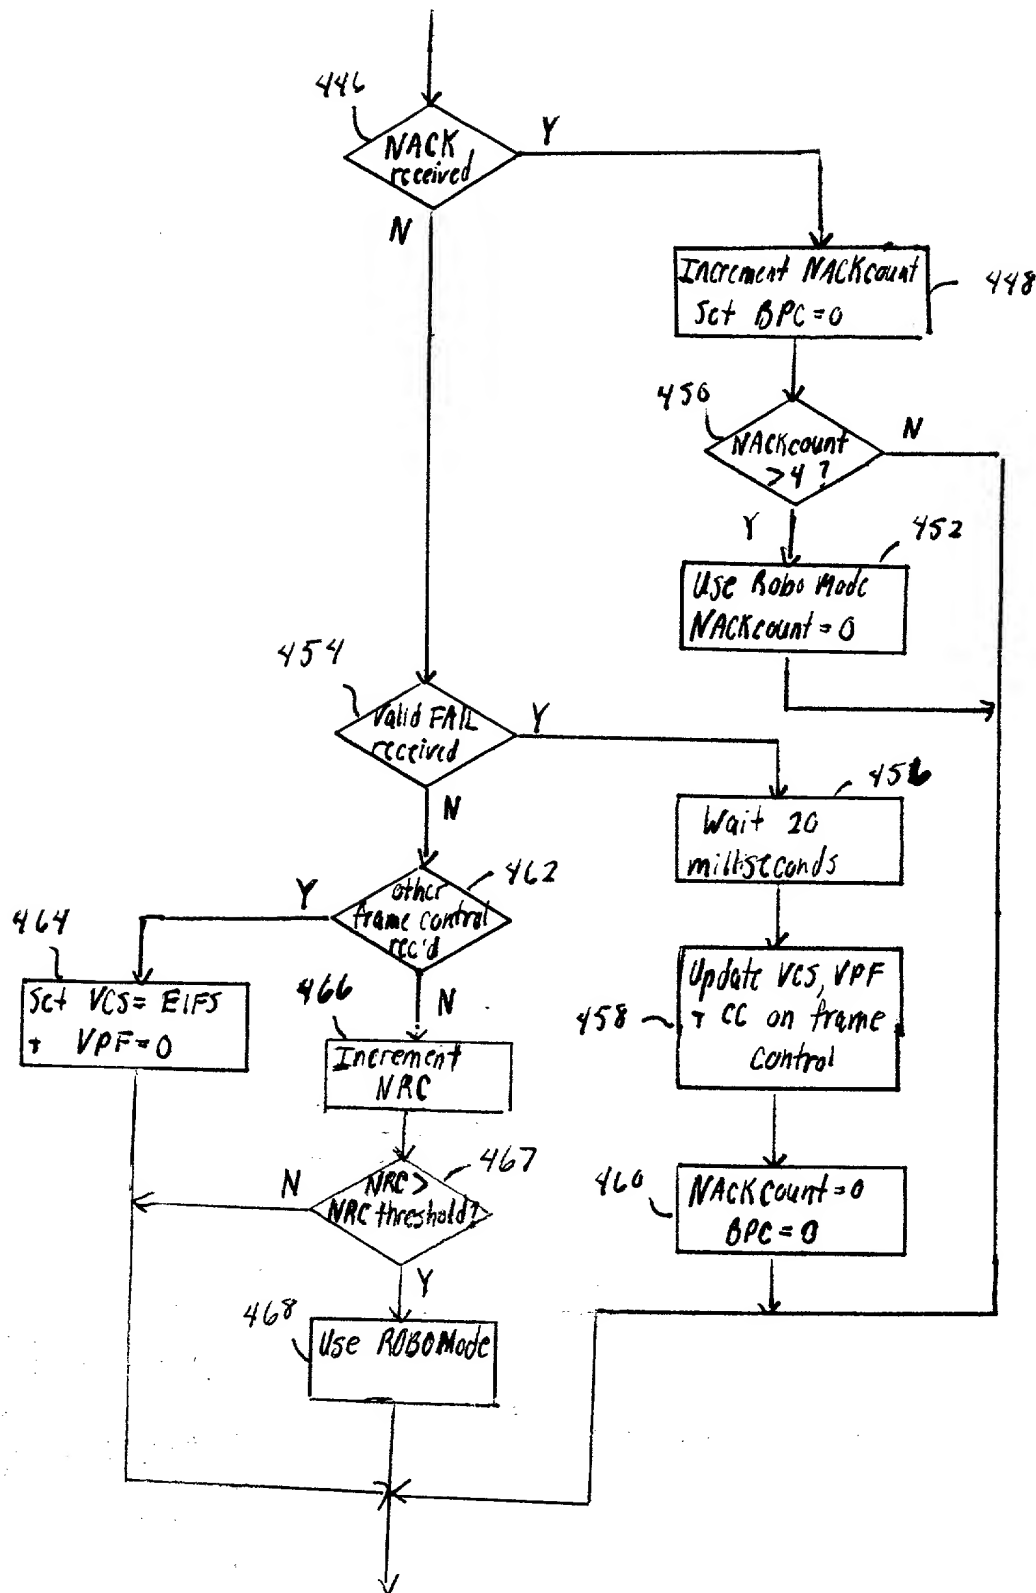 446
NACK
received
Y
N
Increment NACKcount
Set BPC=0
448
450
NACKcount
>4?
N
Y
452
Use Robo Mode
NACKcount=0
454
Valid FAIL
received
Y
N
456
Wait 20
milliseconds
462
other
frame control
rec'd
Y
N
464
Set VCS=EIFS
+ VPF=0
466
Increment
NRC
458
Update VCS, VPF
+ CC on frame
control
467
NRC>
NRC threshold?
N
Y
460
NACKcount=0
BPC=0
468
Use ROBO Mode